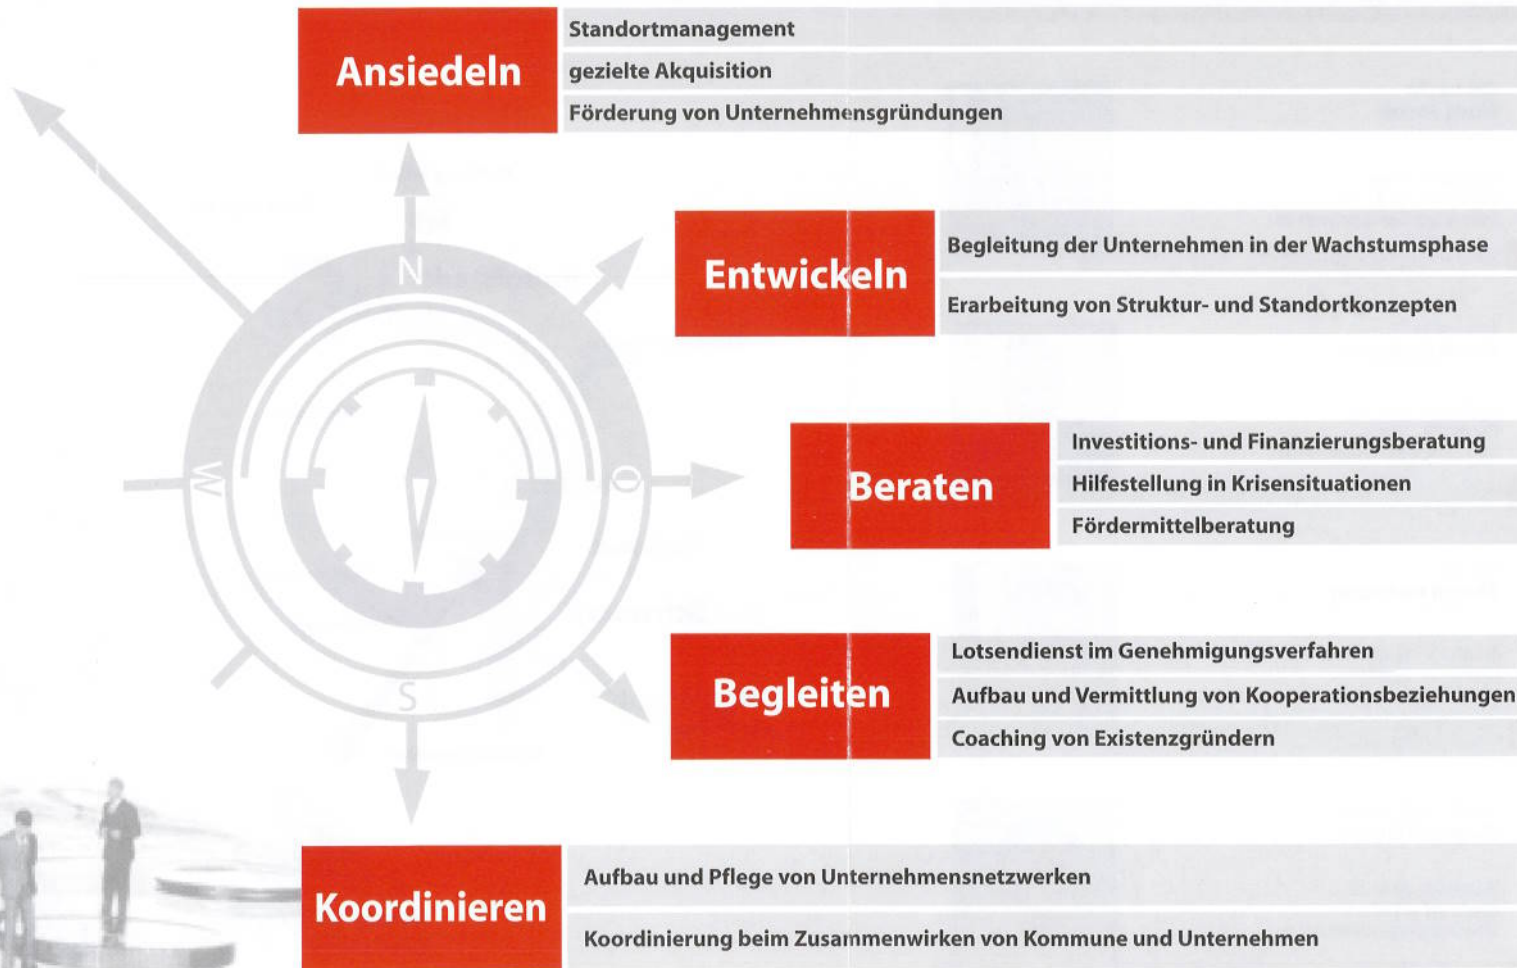 Ansiedeln
Standortmanagement
gezielte Akquisition
Förderung von Unternehmensgründungen
N
Entwickeln
Begleitung der Unternehmen in der Wachstumsphase
Erarbeitung von Struktur- und Standortkonzepten
W
O
Beraten
Investitions- und Finanzierungsberatung
Hilfestellung in Krisensituationen
Fördermittelberatung
S
Begleiten
Lotsendienst im Genehmigungsverfahren
Aufbau und Vermittlung von Kooperationsbeziehungen
Coaching von Existenzgründern
Koordinieren
Aufbau und Pflege von Unternehmensnetzwerken
Koordinierung beim Zusammenwirken von Kommune und Unternehmen